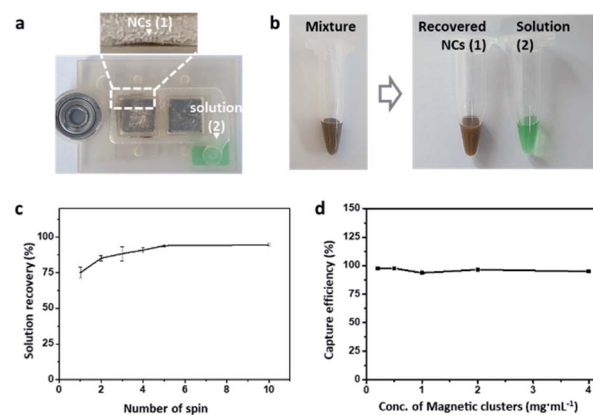 a
NCs (1)
solution
(2)
b
Mixture
Recovered
NCs (1)
Solution
(2)
c
Solution recovery (%)
125
100
75
50
25
0
0 2 4 6 8 10
Number of spin
d
Capture efficiency (%)
150
125
100
75
50
25
0
0 1 2 3 4
Conc. of Magnetic clusters (mg·mL⁻¹)